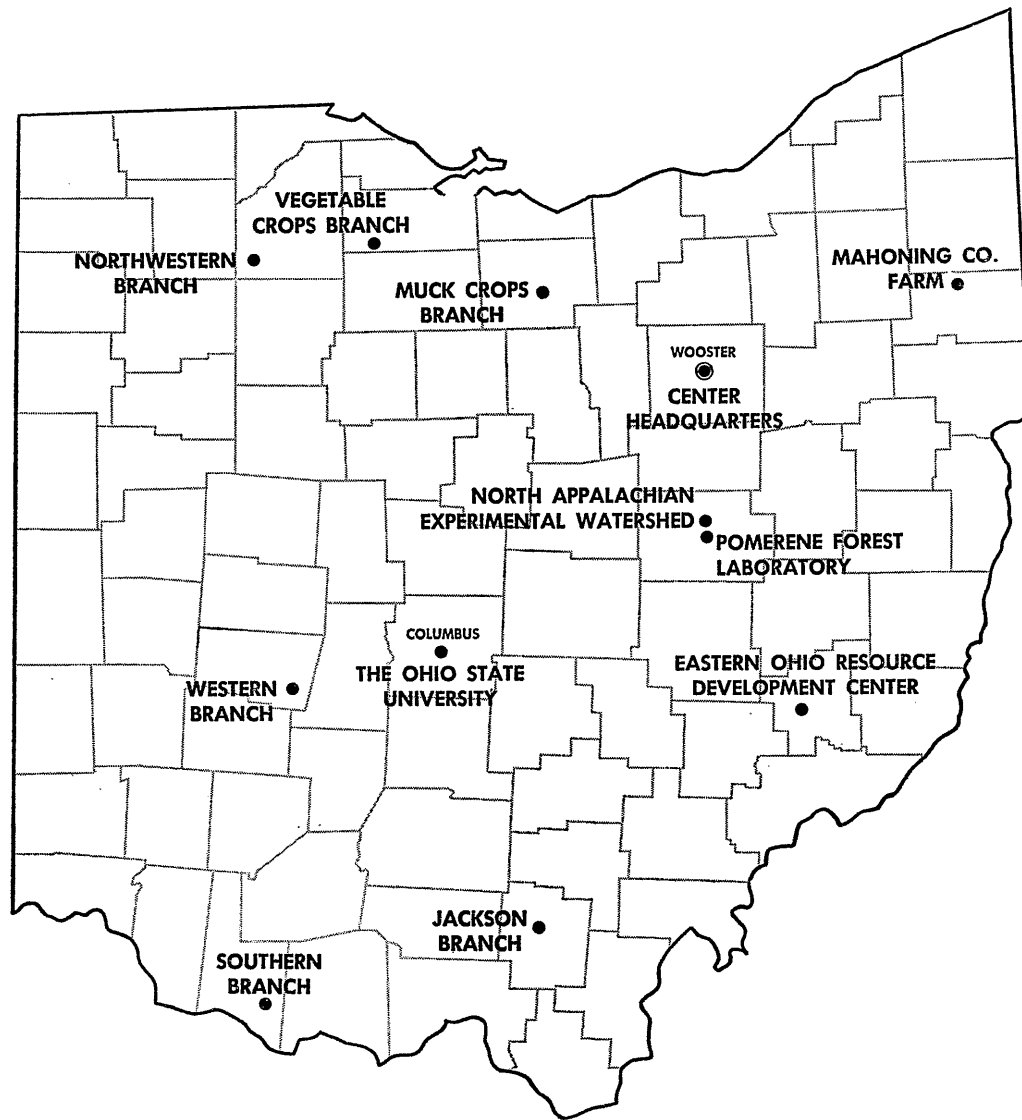 VEGETABLE
CROPS BRANCH
NORTHWESTERN
BRANCH
MUCK CROPS
BRANCH
MAHONING CO.
FARM
WOOSTER
CENTER
HEADQUARTERS
NORTH APPALACHIAN
EXPERIMENTAL WATERSHED
POMERENE FOREST
LABORATORY
COLUMBUS
THE OHIO STATE
UNIVERSITY
EASTERN OHIO RESOURCE
DEVELOPMENT CENTER
WESTERN
BRANCH
JACKSON
BRANCH
SOUTHERN
BRANCH